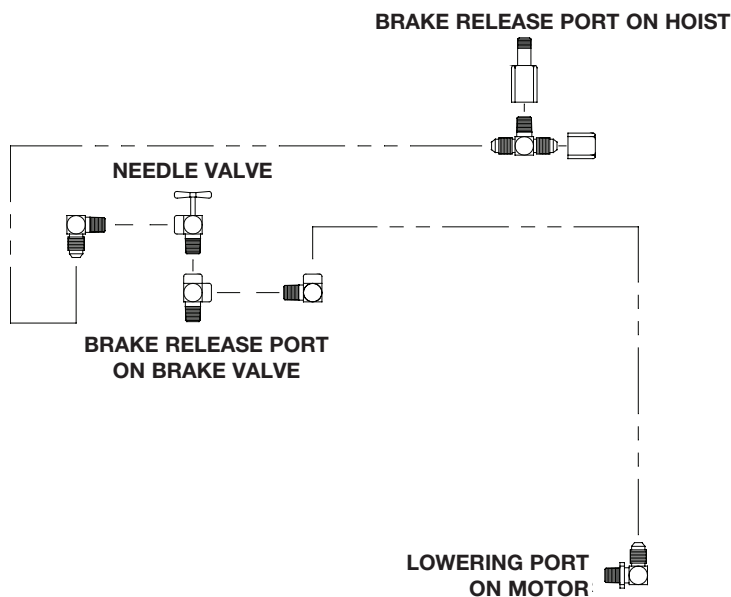 BRAKE RELEASE PORT ON HOIST
NEEDLE VALVE
BRAKE RELEASE PORT
ON BRAKE VALVE
LOWERING PORT
ON MOTOR